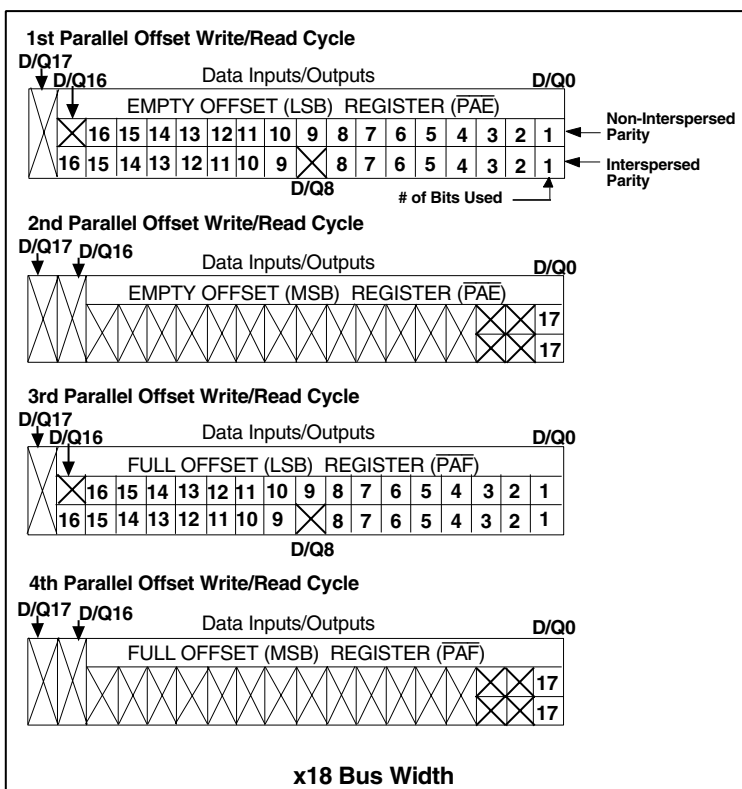 1st Parallel Offset Write/Read Cycle
D/Q17
D/Q16
Data Inputs/Outputs
D/Q0
EMPTY OFFSET (LSB) REGISTER (PAE)
16 15 14 13 12 11 10 9 8 7 6 5 4 3 2 1
Non-Interspersed
Parity
16 15 14 13 12 11 10 9 8 7 6 5 4 3 2 1
Interspersed
Parity
D/Q8
# of Bits Used
2nd Parallel Offset Write/Read Cycle
D/Q17
D/Q16
Data Inputs/Outputs
D/Q0
EMPTY OFFSET (MSB) REGISTER (PAE)
17
17
3rd Parallel Offset Write/Read Cycle
D/Q17
D/Q16
Data Inputs/Outputs
D/Q0
FULL OFFSET (LSB) REGISTER (PAF)
16 15 14 13 12 11 10 9 8 7 6 5 4 3 2 1
16 15 14 13 12 11 10 9 8 7 6 5 4 3 2 1
D/Q8
4th Parallel Offset Write/Read Cycle
D/Q17
D/Q16
Data Inputs/Outputs
D/Q0
FULL OFFSET (MSB) REGISTER (PAF)
17
17
x18 Bus Width